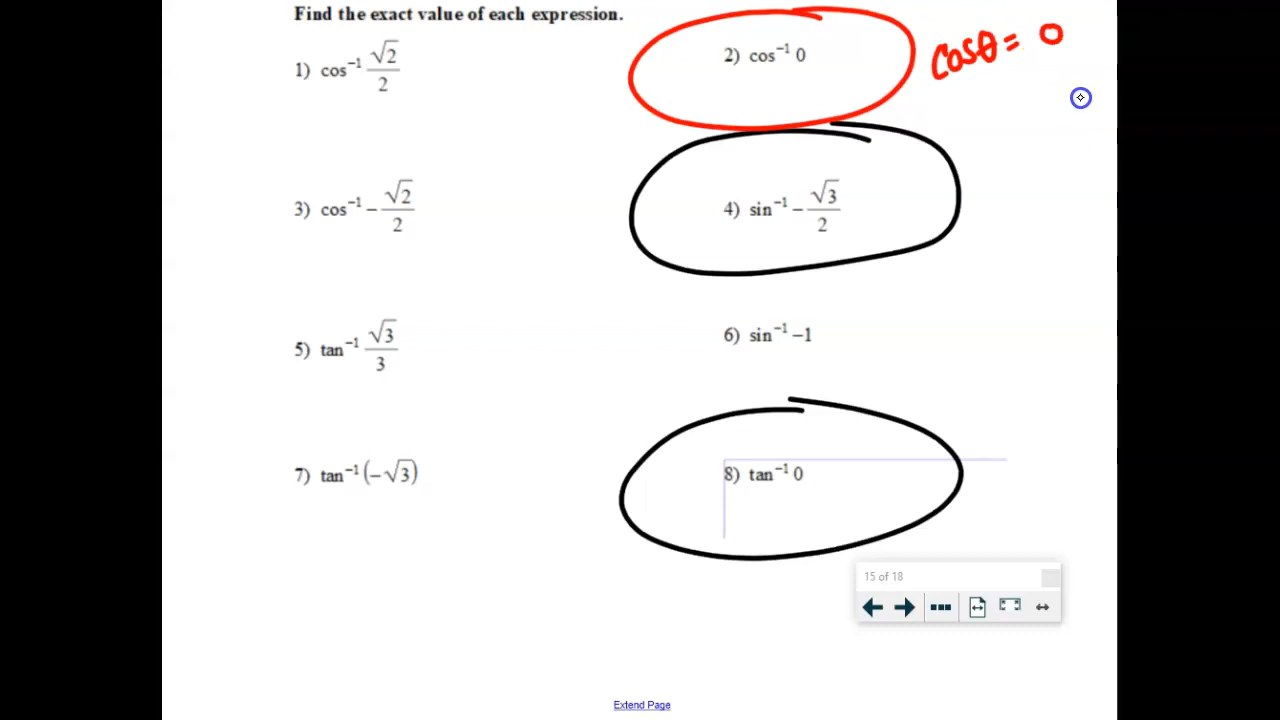 Find the exact value of each expression.
1) cos⁻¹ √2/2
2) cos⁻¹ 0
cosθ = 0
3) cos⁻¹ −√2/2
4) sin⁻¹ −√3/2
5) tan⁻¹ √3/3
6) sin⁻¹ −1
7) tan⁻¹ (−√3)
8) tan⁻¹ 0
15 of 18
Extend Page